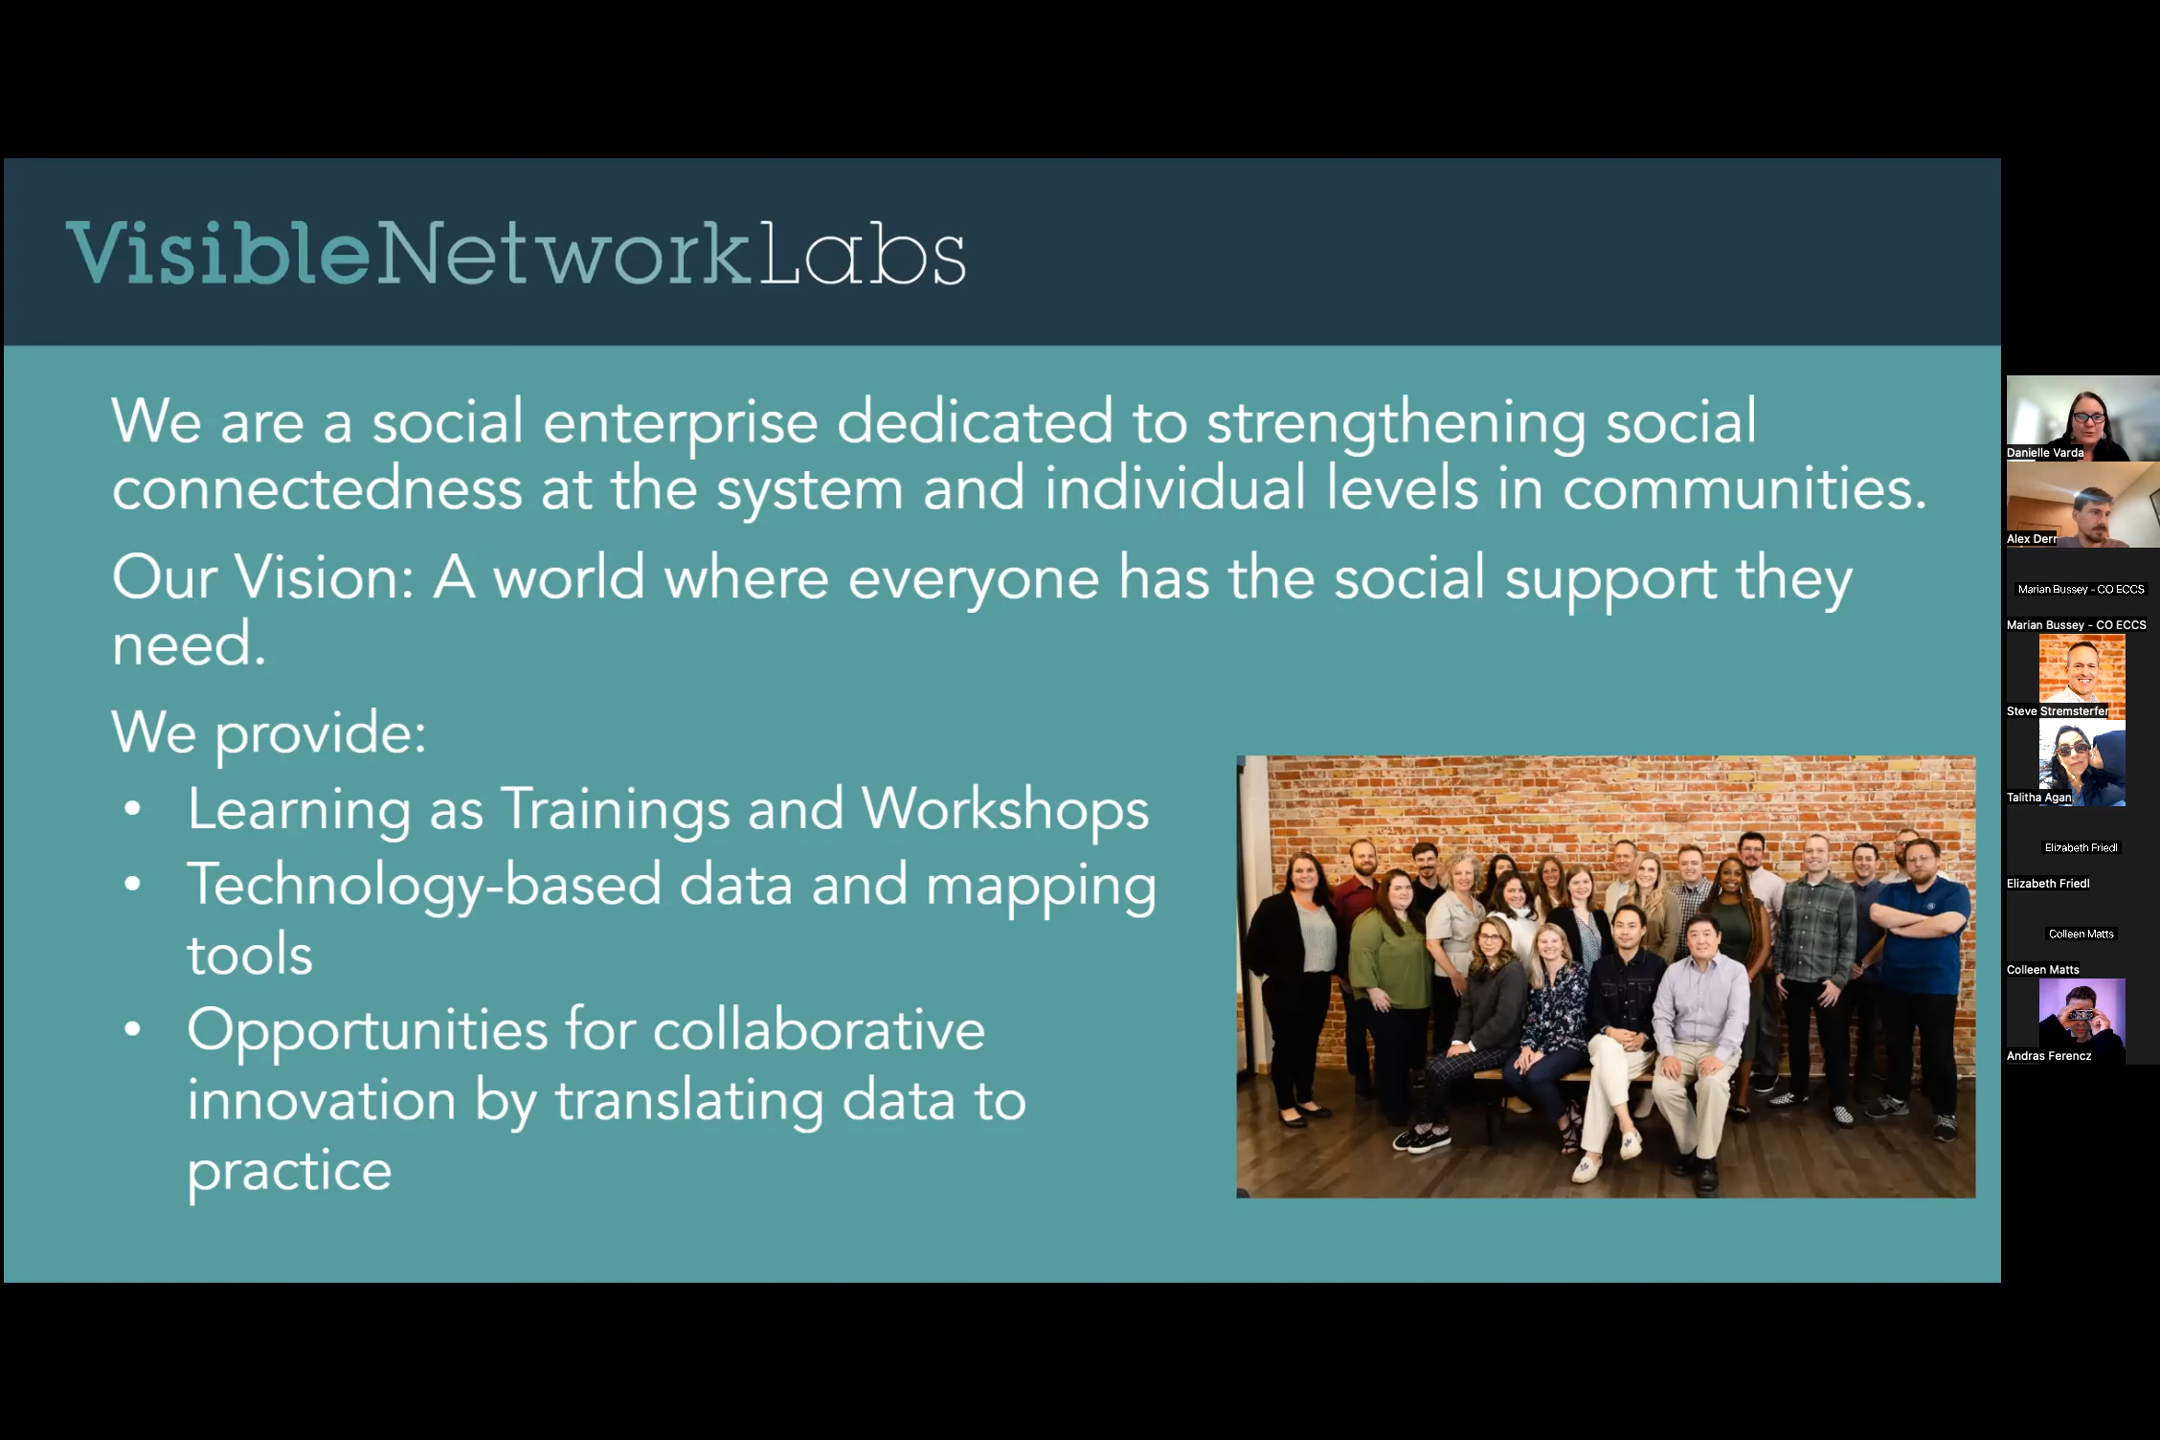 VisibleNetworkLabs
We are a social enterprise dedicated to strengthening social
connectedness at the system and individual levels in communities.
Our Vision: A world where everyone has the social support they
need.
We provide:
• Learning as Trainings and Workshops
• Technology-based data and mapping
tools
• Opportunities for collaborative
innovation by translating data to
practice
Danielle Varda
Alex Derr
Marian Bussey - CO ECCS
Marian Bussey - CO ECCS
Steve Stremsterfer
Talitha Agan
Elizabeth Friedl
Elizabeth Friedl
Colleen Matts
Colleen Matts
Andras Ferencz